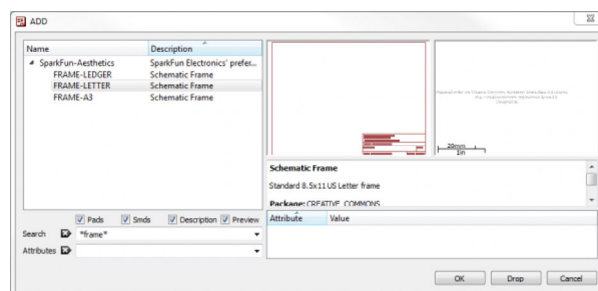 ADD
Name Description
SparkFun-Aesthetics SparkFun Electronics' prefer...
FRAME-LEDGER Schematic Frame
FRAME-LETTER Schematic Frame
FRAME-A3 Schematic Frame
20mm
1in
Schematic Frame
Standard 8.5x11 US Letter frame
Package: CREATIVE_COMMONS
Pads Smds Description Preview
Search *frame*
Attributes
Attribute Value
OK Drop Cancel